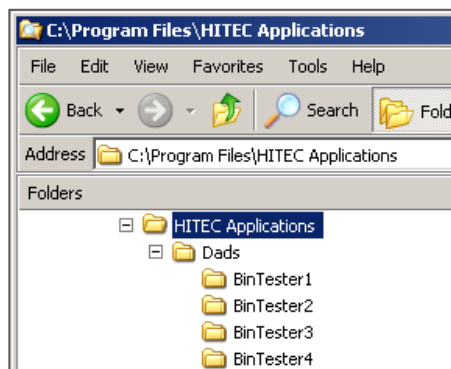 C:\Program Files\HITEC Applications
File Edit View Favorites Tools Help
Back Search Fold
Address C:\Program Files\HITEC Applications
Folders
HITEC Applications
Dads
BinTester1
BinTester2
BinTester3
BinTester4